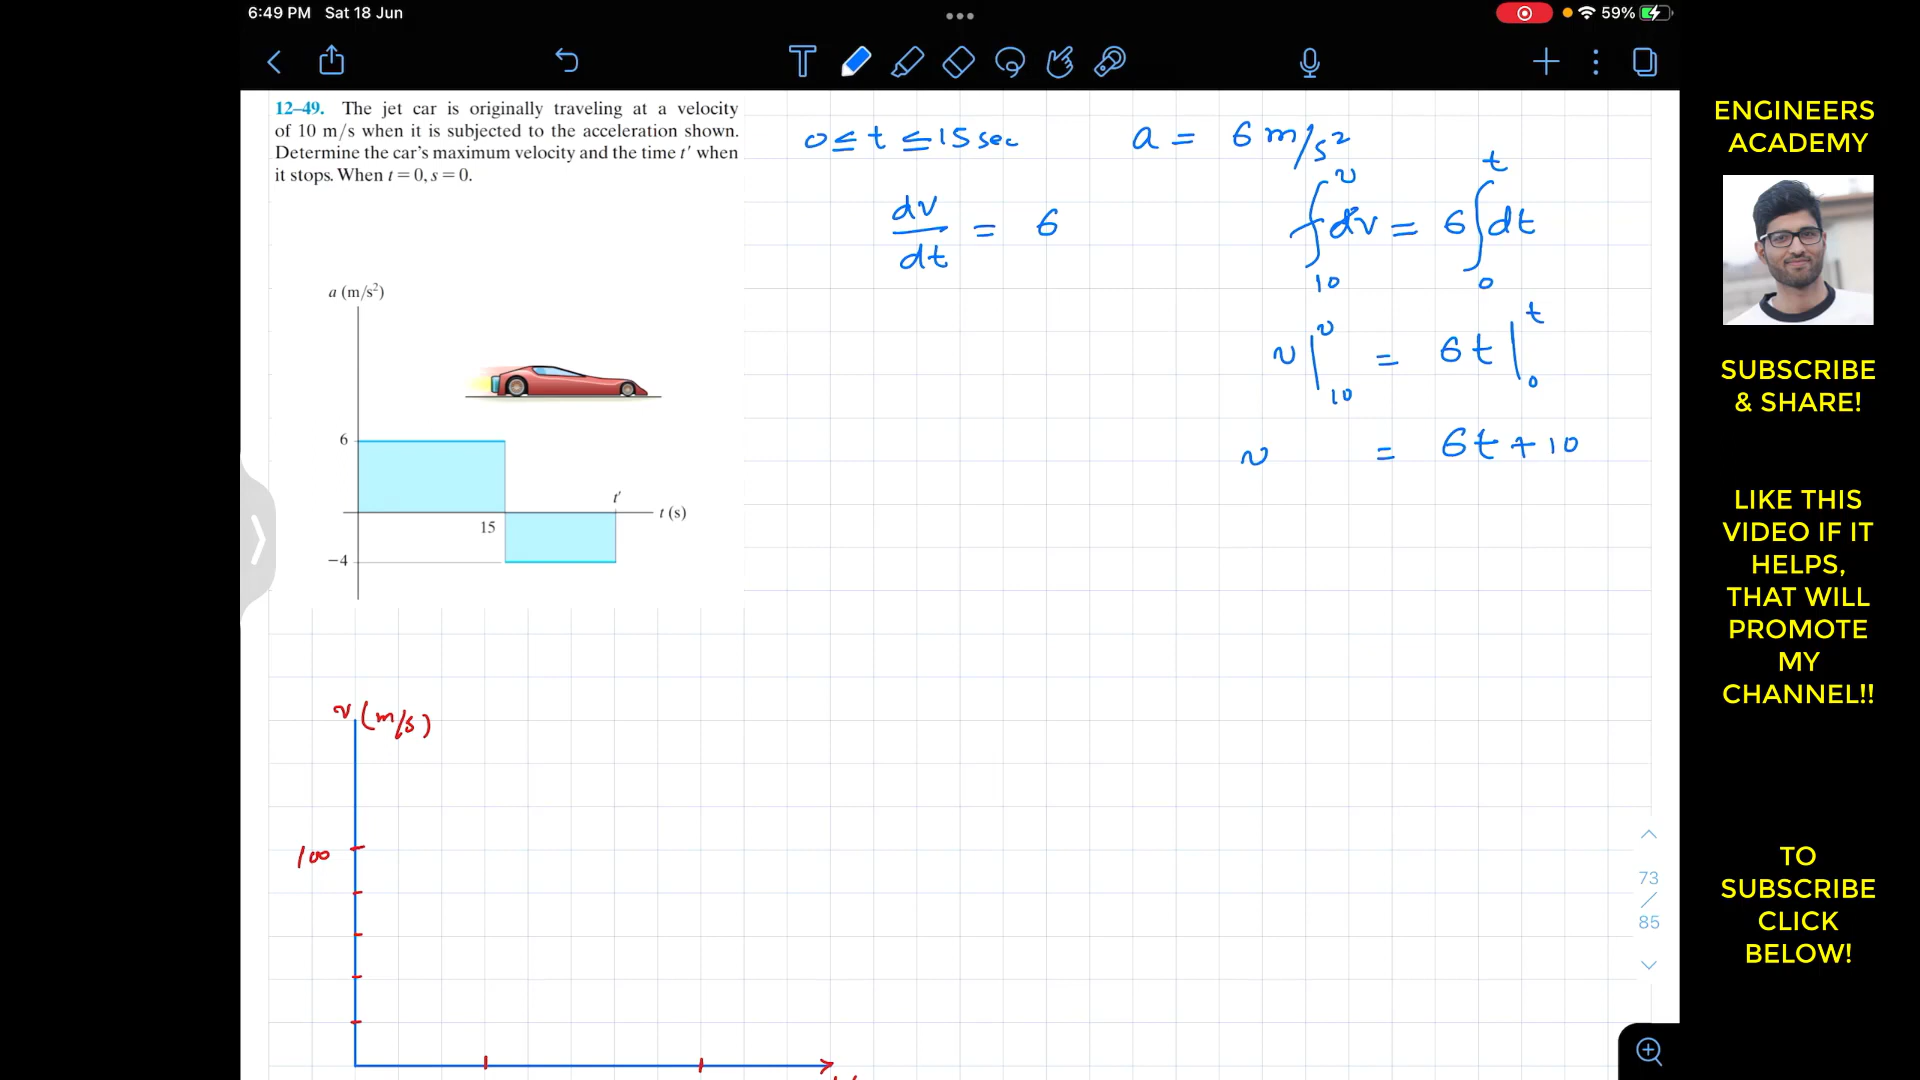 6:49 PM Sat 18 Jun
59%
12–49. The jet car is originally traveling at a velocity
of 10 m/s when it is subjected to the acceleration shown.
Determine the car's maximum velocity and the time t′ when
it stops. When t = 0, s = 0.
a (m/s²)
6
15
t′
t (s)
−4
0 ≤ t ≤ 15 sec
a = 6 m/s²
dv/dt = 6
∫₁₀ᵛ dv = 6 ∫₀ᵗ dt
v |₁₀ᵛ = 6t |₀ᵗ
v = 6t + 10
v (m/s)
100
73
/
85
ENGINEERS
ACADEMY
SUBSCRIBE
& SHARE!
LIKE THIS
VIDEO IF IT
HELPS,
THAT WILL
PROMOTE
MY
CHANNEL!!
TO
SUBSCRIBE
CLICK
BELOW!